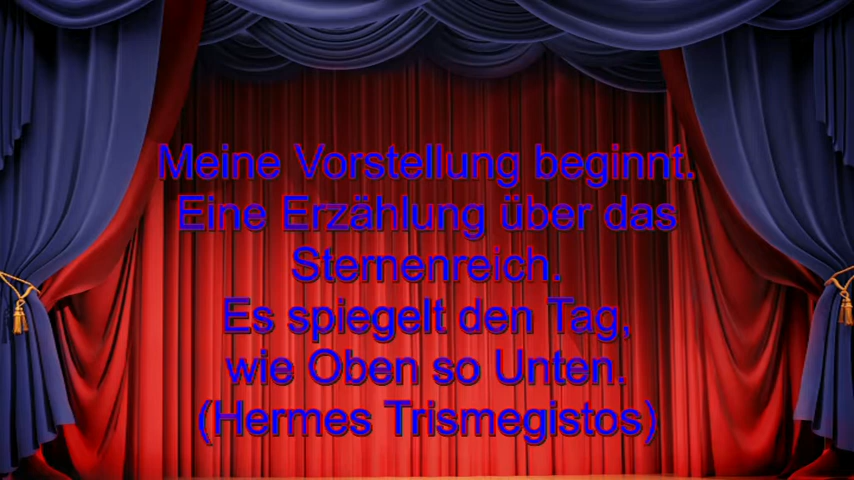 Meine Vorstellung beginnt.
Eine Erzählung über das
Sternenreich.
Es spiegelt den Tag,
wie Oben so Unten.
(Hermes Trismegistos)